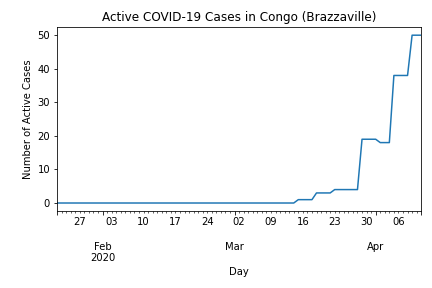 Active COVID-19 Cases in Congo (Brazzaville)
50
40
30
20
10
0
Number of Active Cases
27 03 10 17 24 02 09 16 23 30 06
Feb Mar Apr
2020
Day